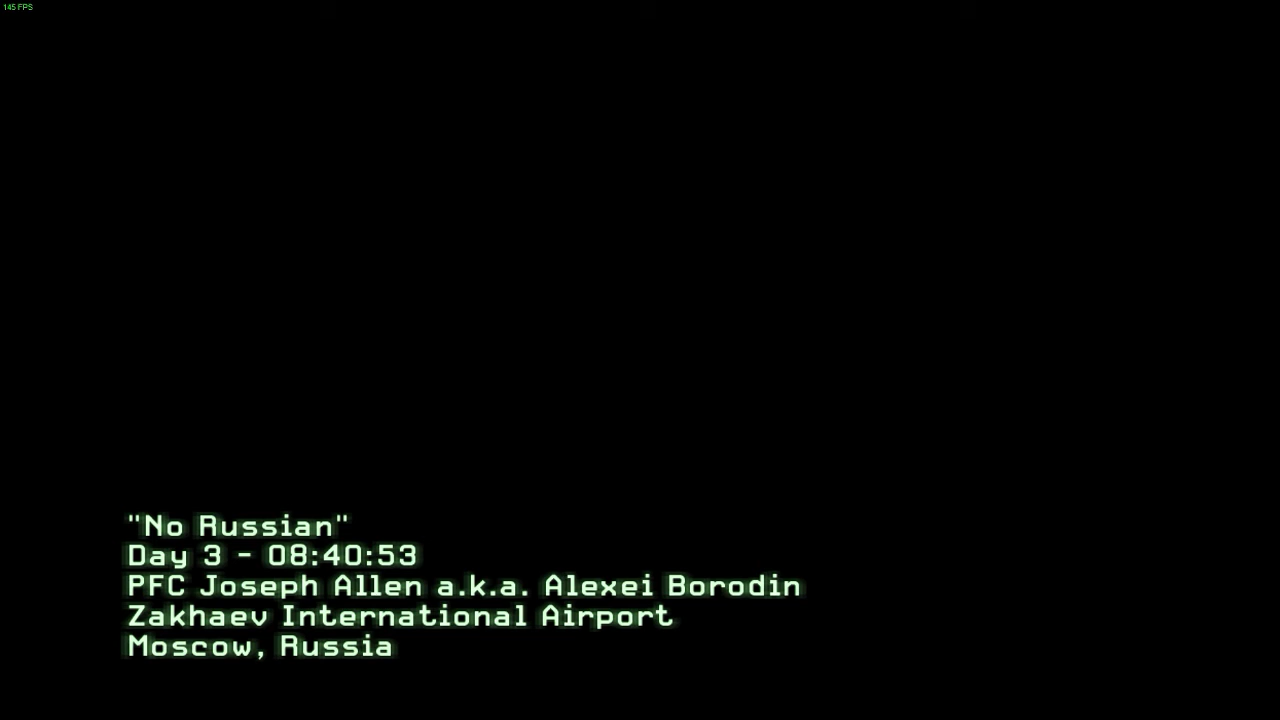 145 FPS
"No Russian"
Day 3 - 08:40:53
PFC Joseph Allen a.k.a. Alexei Borodin
Zakhaev International Airport
Moscow, Russia